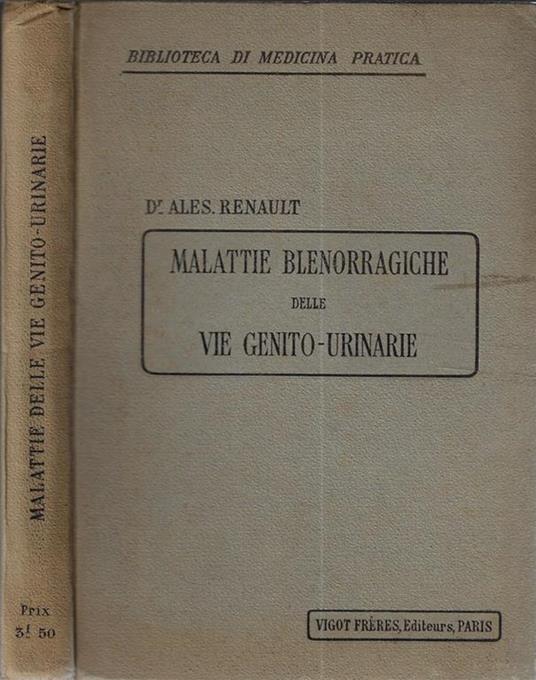 MALATTIE DELLE VIE GENITO-URINARIE
Prix
3f 50
BIBLIOTECA DI MEDICINA PRATICA
Dr ALES. RENAULT
MALATTIE BLENORRAGICHE
DELLE
VIE GENITO-URINARIE
VIGOT FRÈRES, Editeurs, PARIS